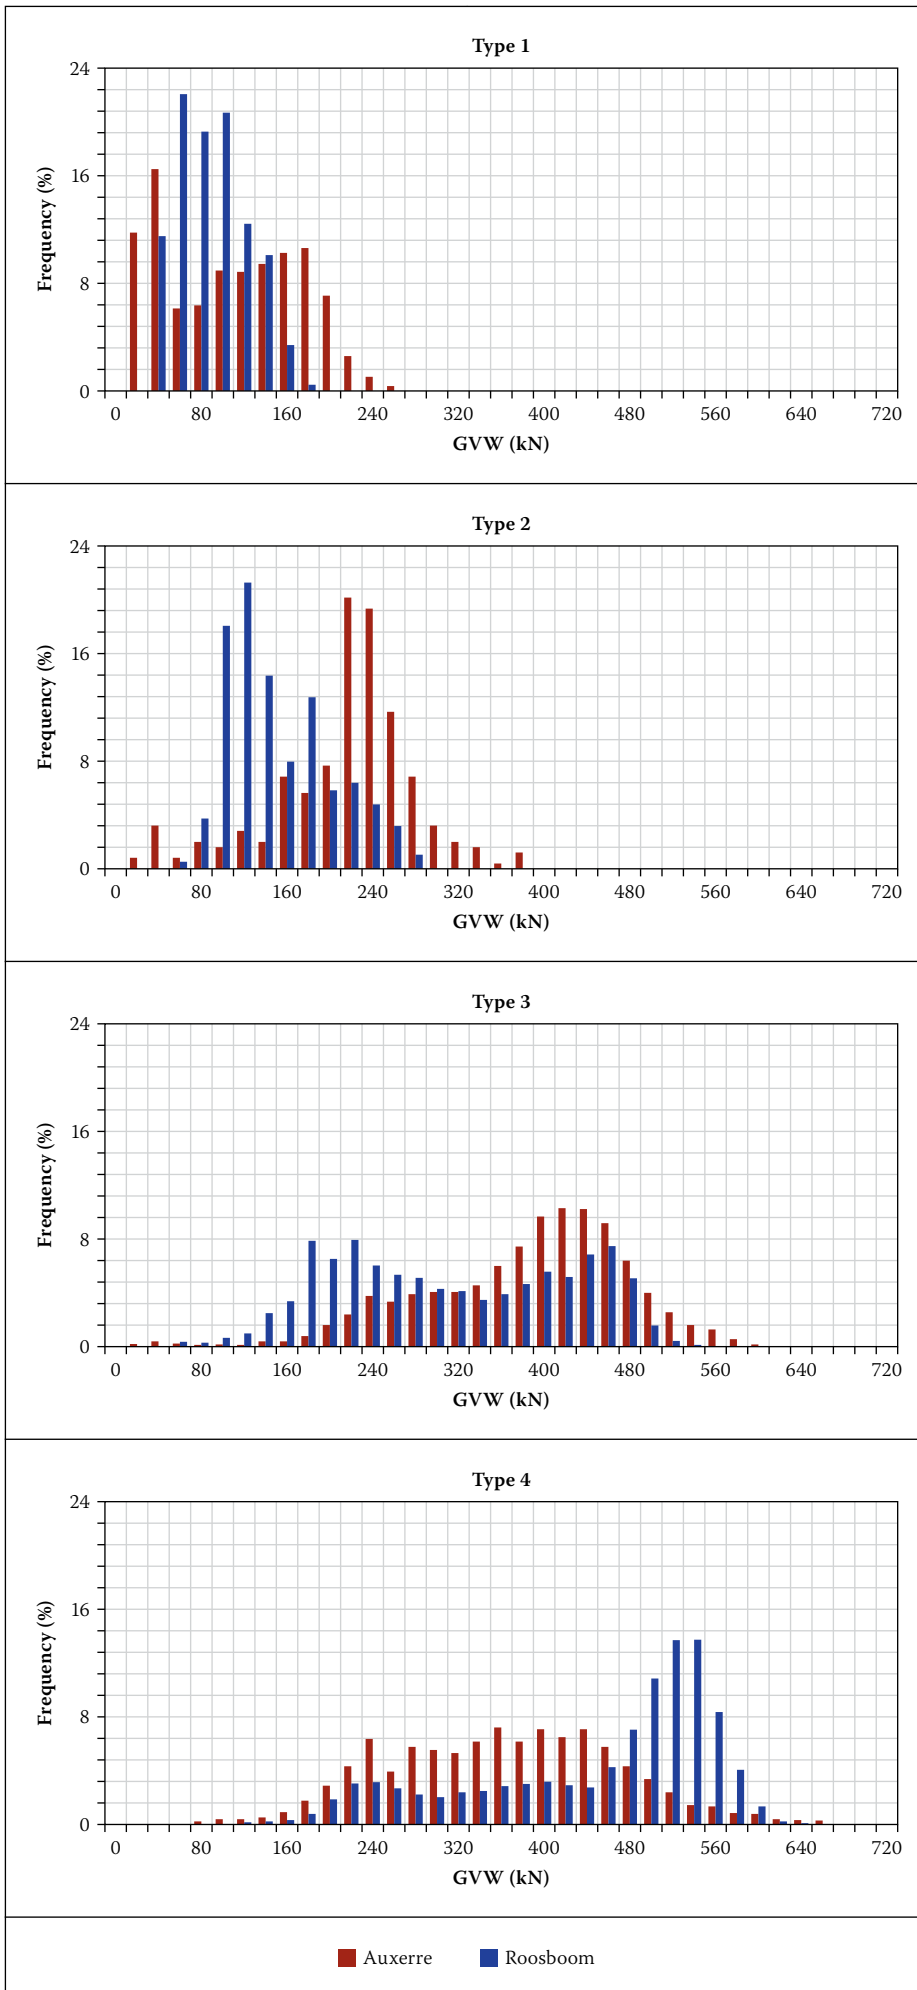 Type 1
24
16
8
0
Frequency (%)
0 80 160 240 320 400 480 560 640 720
GVW (kN)
Type 2
24
16
8
0
Frequency (%)
0 80 160 240 320 400 480 560 640 720
GVW (kN)
Type 3
24
16
8
0
Frequency (%)
0 80 160 240 320 400 480 560 640 720
GVW (kN)
Type 4
24
16
8
0
Frequency (%)
0 80 160 240 320 400 480 560 640 720
GVW (kN)
Auxerre Roosboom